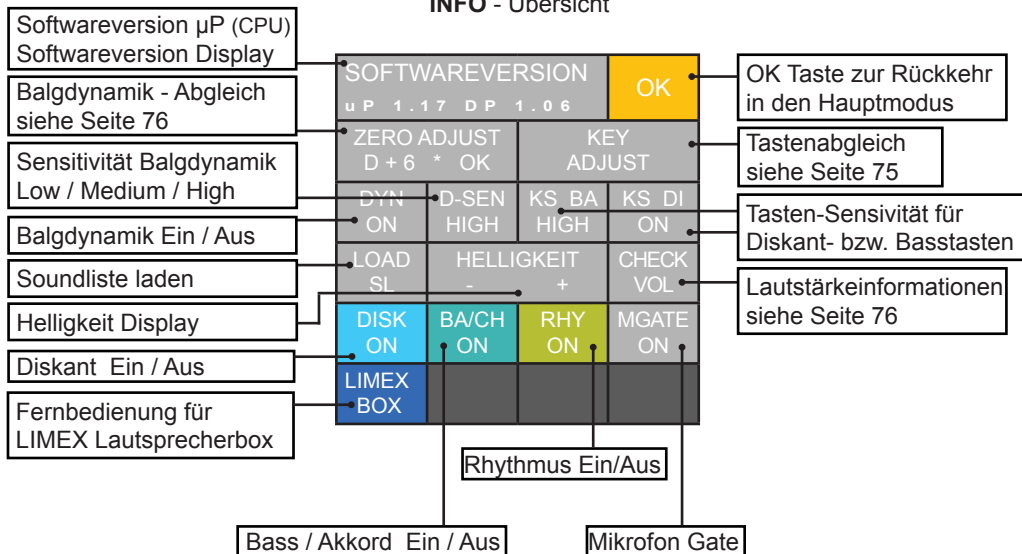 INFO - Übersicht
Softwareversion µP (CPU)
Softwareversion Display
Balgdynamik - Abgleich
siehe Seite 76
Sensitivität Balgdynamik
Low / Medium / High
Balgdynamik Ein / Aus
Soundliste laden
Helligkeit Display
Diskant Ein / Aus
Fernbedienung für
LIMEX Lautsprecherbox
SOFTWAREVERSION
uP 1.17 DP 1.06
OK
ZERO ADJUST
D + 6 * OK
KEY
ADJUST
DYN
ON
D-SEN
HIGH
KS BA
HIGH
KS DI
ON
LOAD
SL
HELLIGKEIT
- +
CHECK
VOL
DISK
ON
BA/CH
ON
RHY
ON
MGATE
ON
LIMEX
BOX
OK Taste zur Rückkehr
in den Hauptmodus
Tastenabgleich
siehe Seite 75
Tasten-Sensivität für
Diskant- bzw. Basstasten
Lautstärkeinformationen
siehe Seite 76
Rhythmus Ein/Aus
Bass / Akkord Ein / Aus
Mikrofon Gate